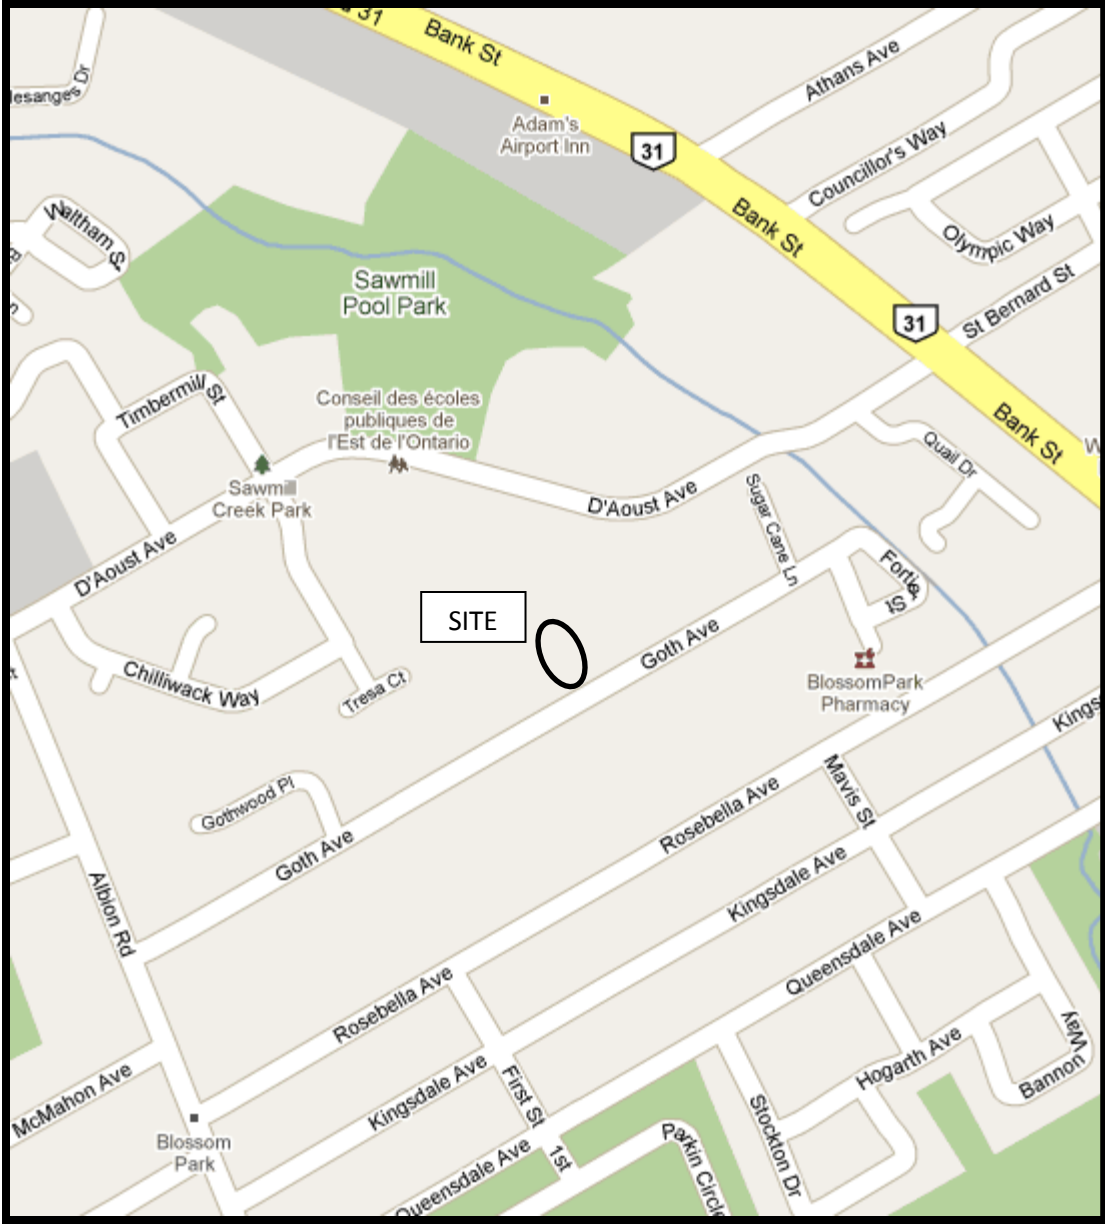 31
Bank St
Athans Ave
lesanges Dr
Adam's
Airport Inn
31
Councillor's Way
Waltham St
Bank St
Olympic Way
Sawmill
Pool Park
St Bernard St
31
Timbermill St
Conseil des écoles
publiques de
l'Est de l'Ontario
Bank St
W
Quail Dr
Sawmill
Creek Park
D'Aoust Ave
Sugar Cane Ln
D'Aoust Ave
Fortie
St
SITE
Goth Ave
Chilliwack Way
Tresa Ct
BlossomPark
Pharmacy
Kings
Gothwood Pl
Mavis St
Rosebella Ave
Goth Ave
Kingsdale Ave
Albion Rd
Queensdale Ave
Rosebella Ave
Bannon Way
Hogarth Ave
McMahon Ave
Kingsdale Ave
First St
Stockton Dr
Blossom
Park
Parkin Circle
1st
Queensdale Ave